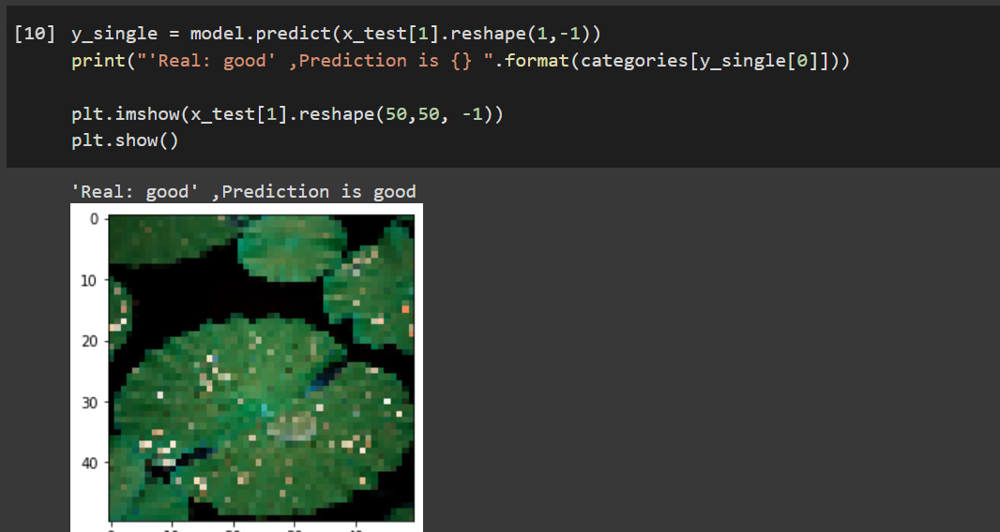 [10] y_single = model.predict(x_test[1].reshape(1,-1))
print("'Real: good' ,Prediction is {} ".format(categories[y_single[0]]))
plt.imshow(x_test[1].reshape(50,50, -1))
plt.show()
'Real: good' ,Prediction is good
0
10
20
30
40